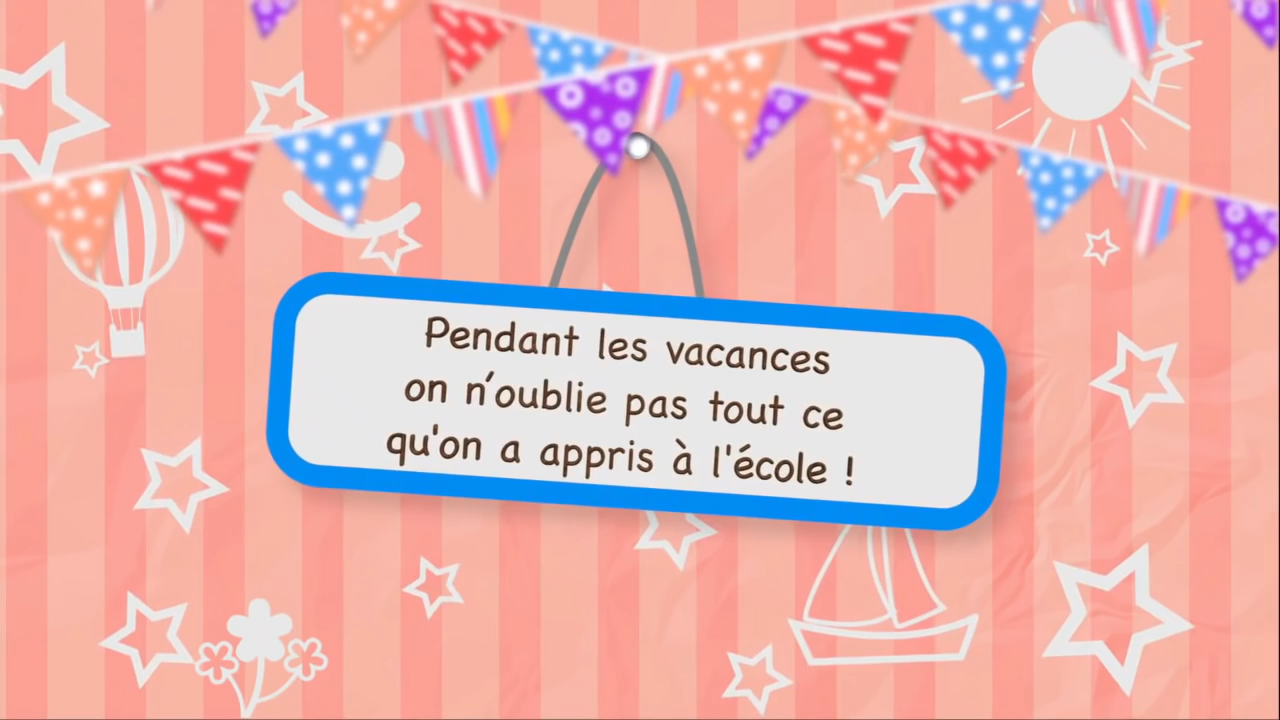 Pendant les vacances
on n'oublie pas tout ce
qu'on a appris à l'école !